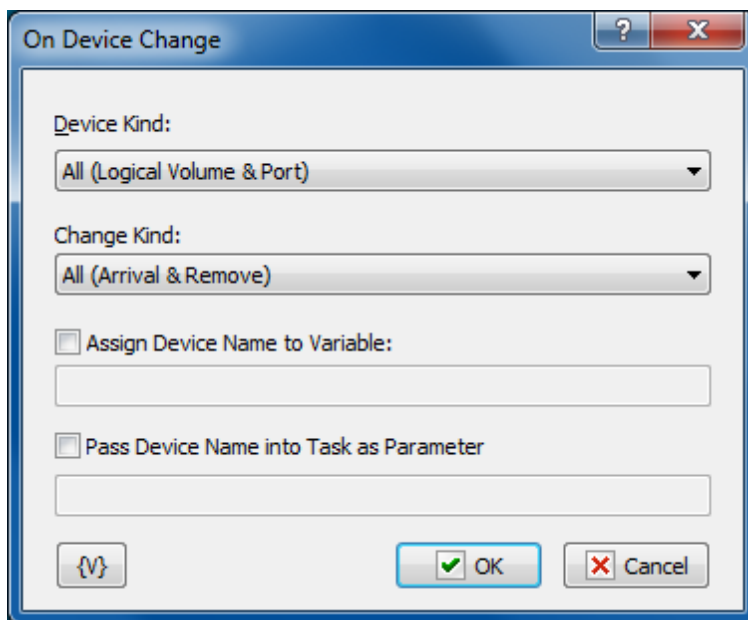 On Device Change
?
Device Kind:
All (Logical Volume & Port)
Change Kind:
All (Arrival & Remove)
Assign Device Name to Variable:
Pass Device Name into Task as Parameter
{V} OK Cancel